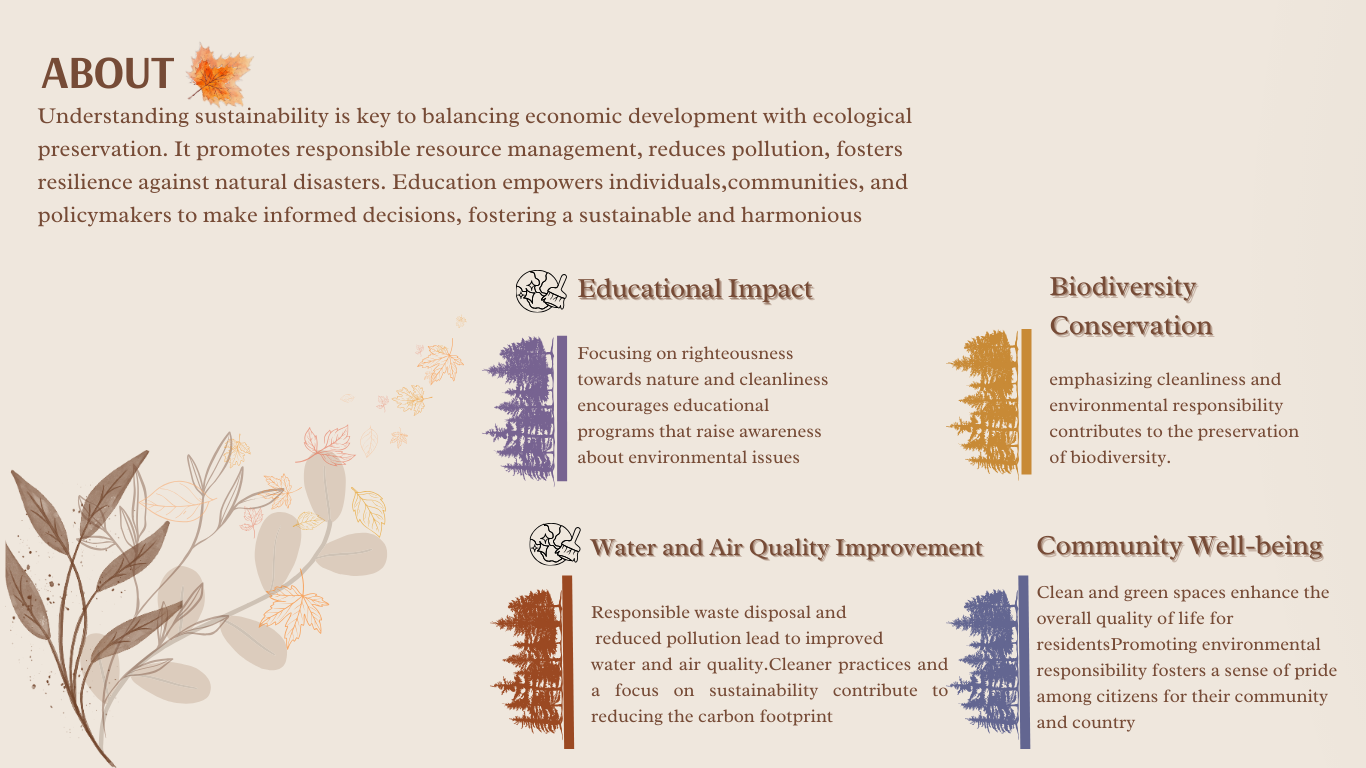 ABOUT
Understanding sustainability is key to balancing economic development with ecological
preservation. It promotes responsible resource management, reduces pollution, fosters
resilience against natural disasters. Education empowers individuals,communities, and
policymakers to make informed decisions, fostering a sustainable and harmonious
Educational Impact
Focusing on righteousness
towards nature and cleanliness
encourages educational
programs that raise awareness
about environmental issues
Biodiversity
Conservation
emphasizing cleanliness and
environmental responsibility
contributes to the preservation
of biodiversity.
Water and Air Quality Improvement
Responsible waste disposal and
reduced pollution lead to improved
water and air quality.Cleaner practices and
a focus on sustainability contribute to
reducing the carbon footprint
Community Well-being
Clean and green spaces enhance the
overall quality of life for
residentsPromoting environmental
responsibility fosters a sense of pride
among citizens for their community
and country